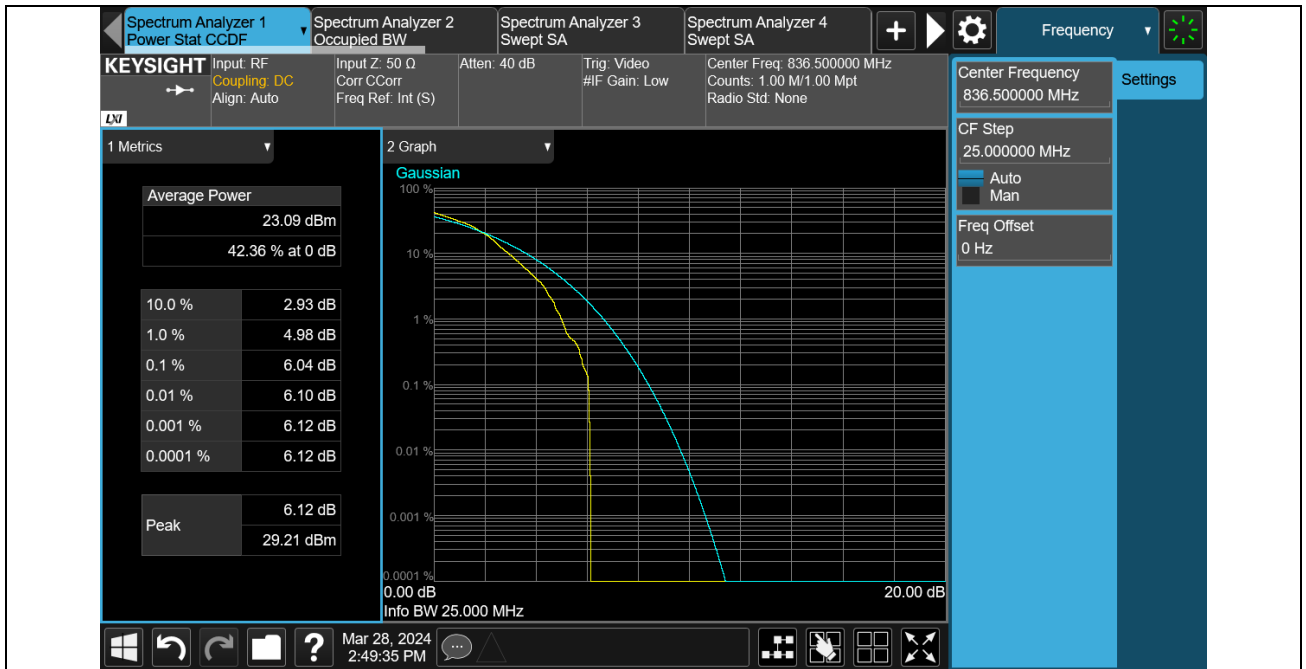 Spectrum Analyzer 1
Power Stat CCDF
Spectrum Analyzer 2
Occupied BW
Spectrum Analyzer 3
Swept SA
Spectrum Analyzer 4
Swept SA
+
Frequency
KEYSIGHT
LXI
Input: RF
Coupling: DC
Align: Auto
Input Z: 50 Ω
Corr CCorr
Freq Ref: Int (S)
Atten: 40 dB
Trig: Video
#IF Gain: Low
Center Freq: 836.500000 MHz
Counts: 1.00 M/1.00 Mpt
Radio Std: None
Center Frequency
836.500000 MHz
Settings
CF Step
25.000000 MHz
Auto
Man
Freq Offset
0 Hz
1 Metrics
Average Power
23.09 dBm
42.36 % at 0 dB
10.0 % 2.93 dB
1.0 % 4.98 dB
0.1 % 6.04 dB
0.01 % 6.10 dB
0.001 % 6.12 dB
0.0001 % 6.12 dB
Peak
6.12 dB
29.21 dBm
2 Graph
Gaussian
100 %
10 %
1 %
0.1 %
0.01 %
0.001 %
0.0001 %
0.00 dB
20.00 dB
Info BW 25.000 MHz
?
Mar 28, 2024
2:49:35 PM